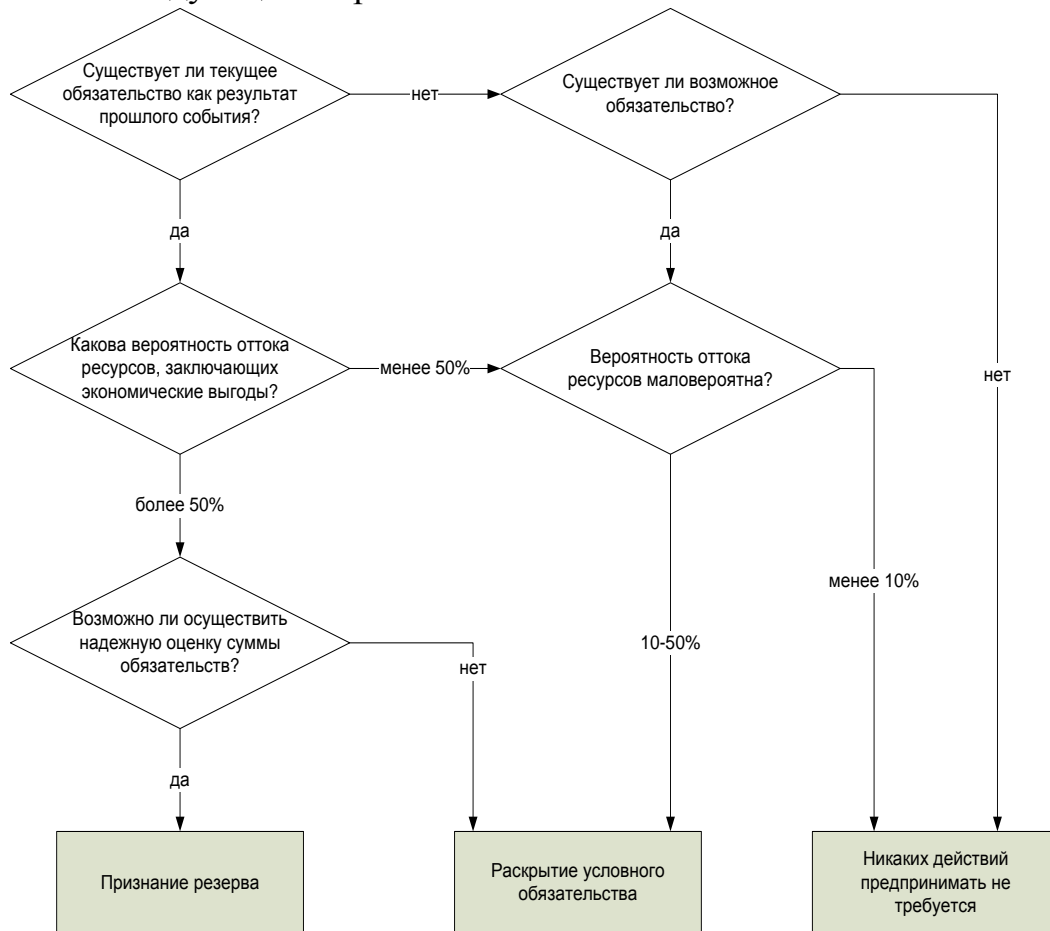 Существует ли текущее
обязательство как результат
прошлого события?
нет
Существует ли возможное
обязательство?
да
да
нет
Какова вероятность оттока
ресурсов, заключающих
экономические выгоды?
менее 50%
Вероятность оттока
ресурсов маловероятна?
более 50%
менее 10%
Возможно ли осуществить
надежную оценку суммы
обязательств?
нет
10-50%
да
Признание резерва
Раскрытие условного
обязательства
Никаких действий
предпринимать не
требуется